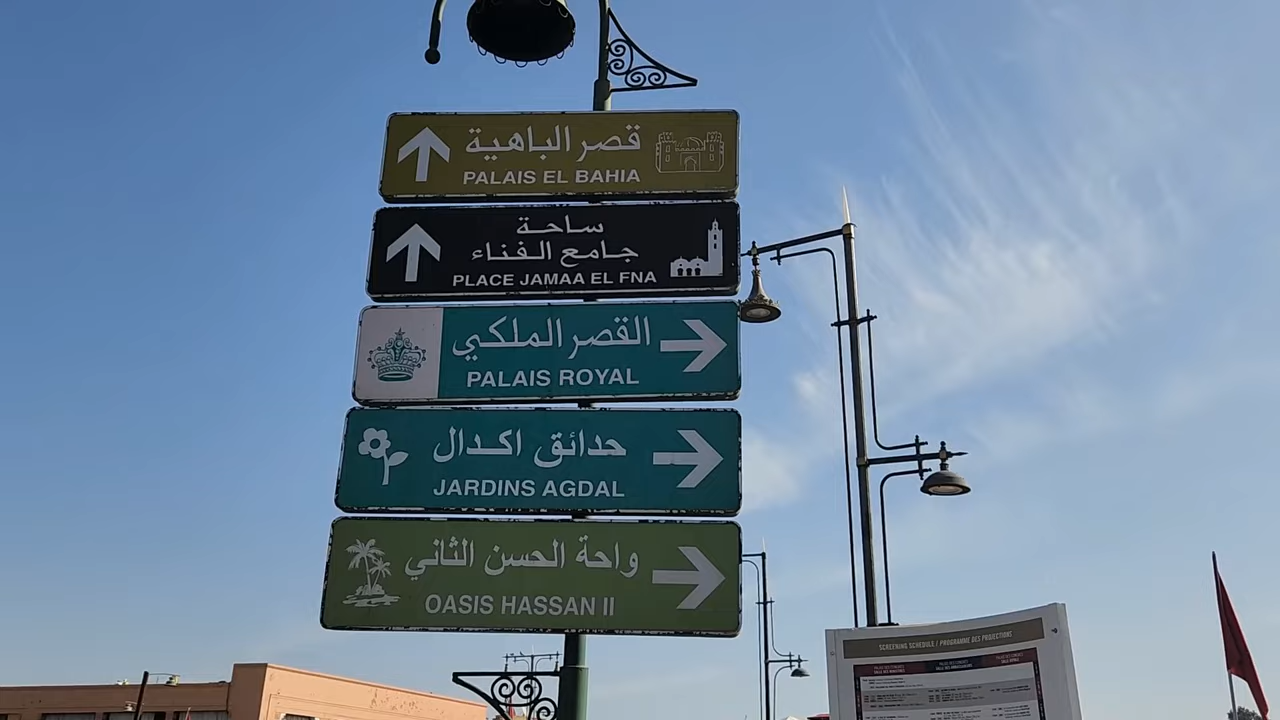 قصر الباهية
PALAIS EL BAHIA
ساحة
جامع الفناء
PLACE JAMAA EL FNA
القصر الملكي
PALAIS ROYAL
حدائق اكدال
JARDINS AGDAL
واحة الحسن الثاني
OASIS HASSAN II
SCREENING SCHEDULE / PROGRAMME DES PROJECTIONS